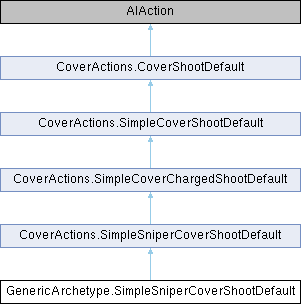 AIAction
CoverActions.CoverShootDefault
CoverActions.SimpleCoverShootDefault
CoverActions.SimpleCoverChargedShootDefault
CoverActions.SimpleSniperCoverShootDefault
GenericArchetype.SimpleSniperCoverShootDefault